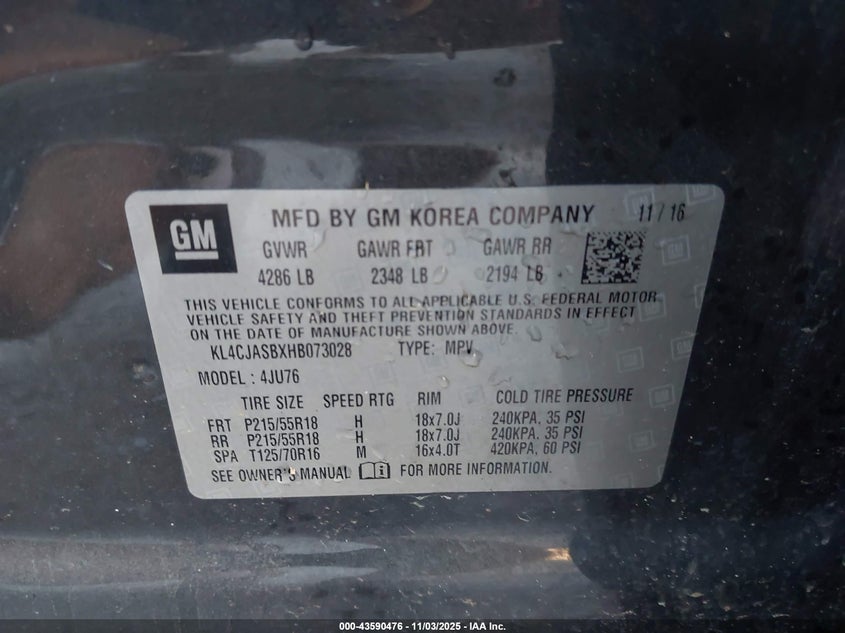 GM
MFD BY GM KOREA COMPANY 11/16
GVWR GAWR FRT GAWR RR
4286 LB 2348 LB 2194 LB
THIS VEHICLE CONFORMS TO ALL APPLICABLE U.S. FEDERAL MOTOR
VEHICLE SAFETY AND THEFT PREVENTION STANDARDS IN EFFECT
ON THE DATE OF MANUFACTURE SHOWN ABOVE.
KL4CJASBXHB073028 TYPE: MPV
MODEL: 4JU76
TIRE SIZE SPEED RTG RIM COLD TIRE PRESSURE
FRT P215/55R18 H 18x7.0J 240KPA, 35 PSI
RR P215/55R18 H 18x7.0J 240KPA, 35 PSI
SPA T125/70R16 M 16x4.0T 420KPA, 60 PSI
SEE OWNER'S MANUAL FOR MORE INFORMATION.
000-43590476 - 11/03/2025 - IAA Inc.